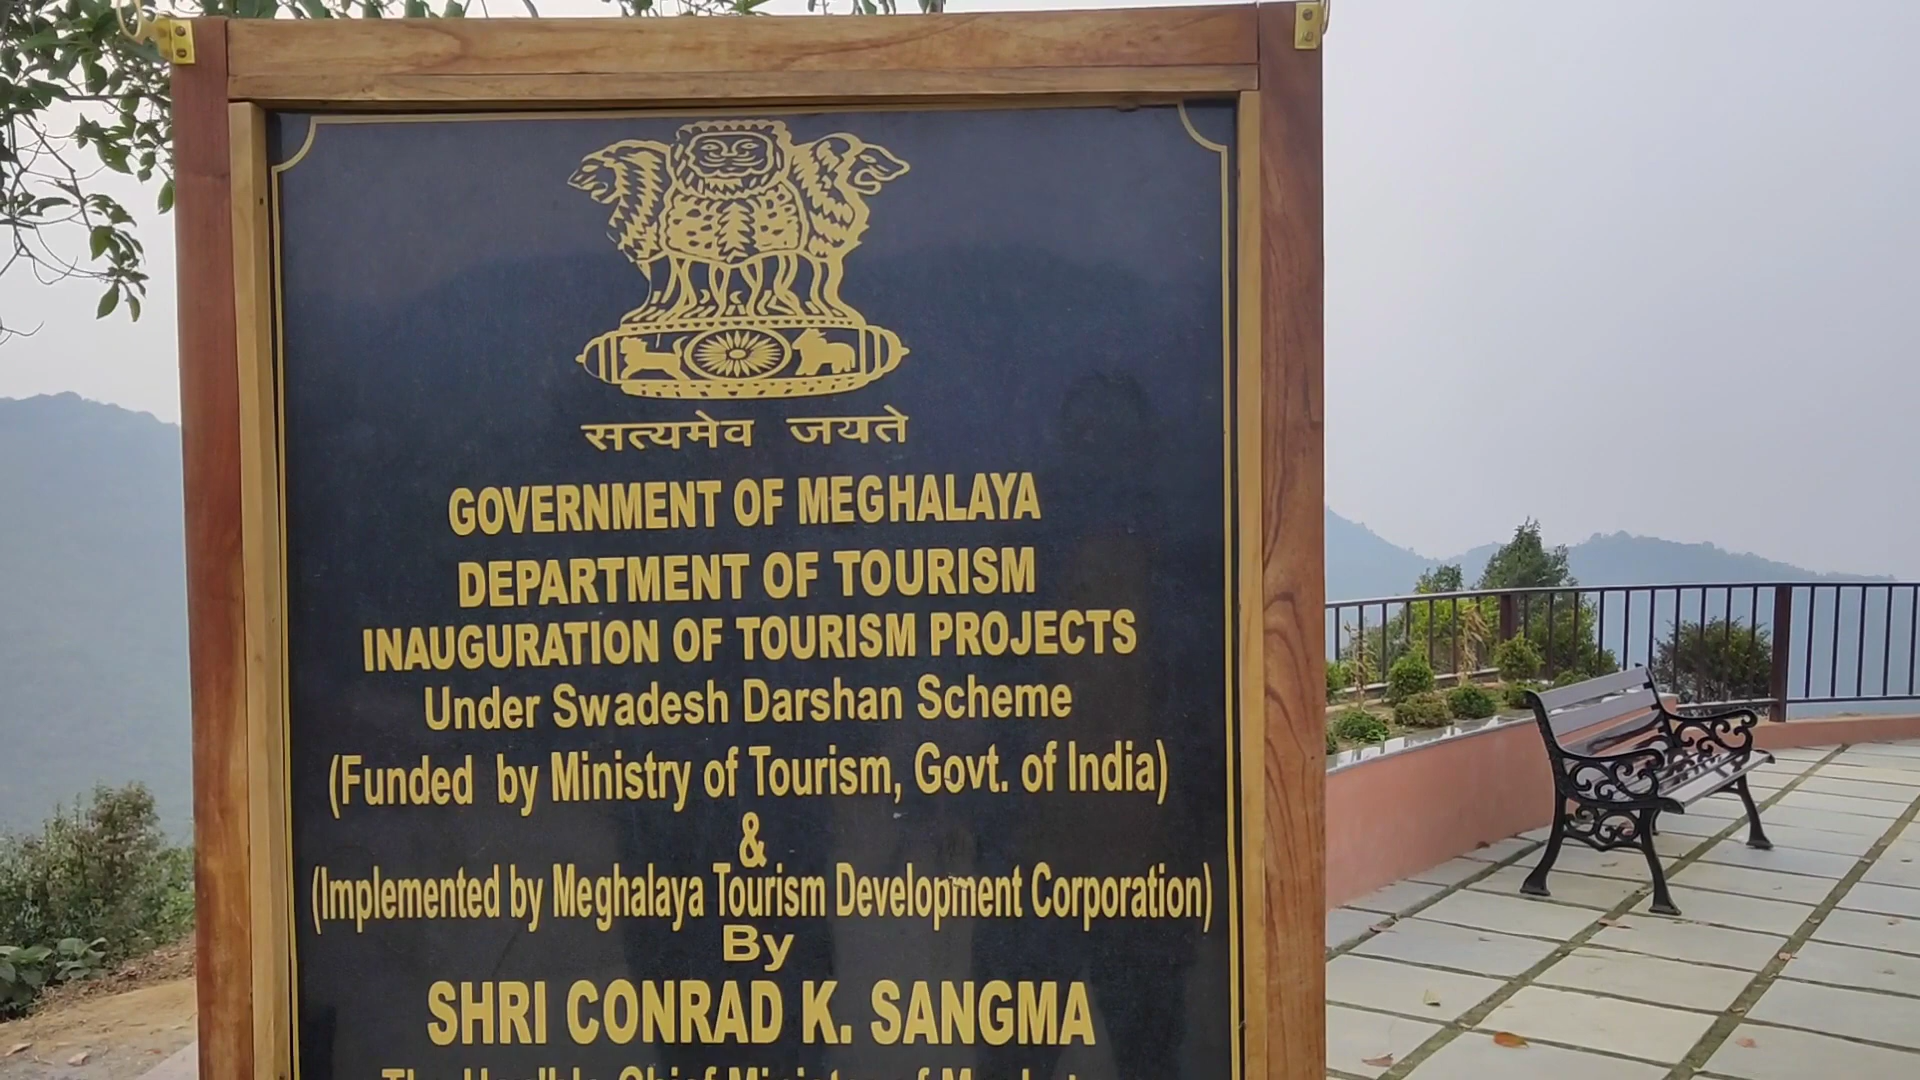 सत्यमेव जयते
GOVERNMENT OF MEGHALAYA
DEPARTMENT OF TOURISM
INAUGURATION OF TOURISM PROJECTS
Under Swadesh Darshan Scheme
(Funded by Ministry of Tourism, Govt. of India)
&
(Implemented by Meghalaya Tourism Development Corporation)
By
SHRI CONRAD K. SANGMA